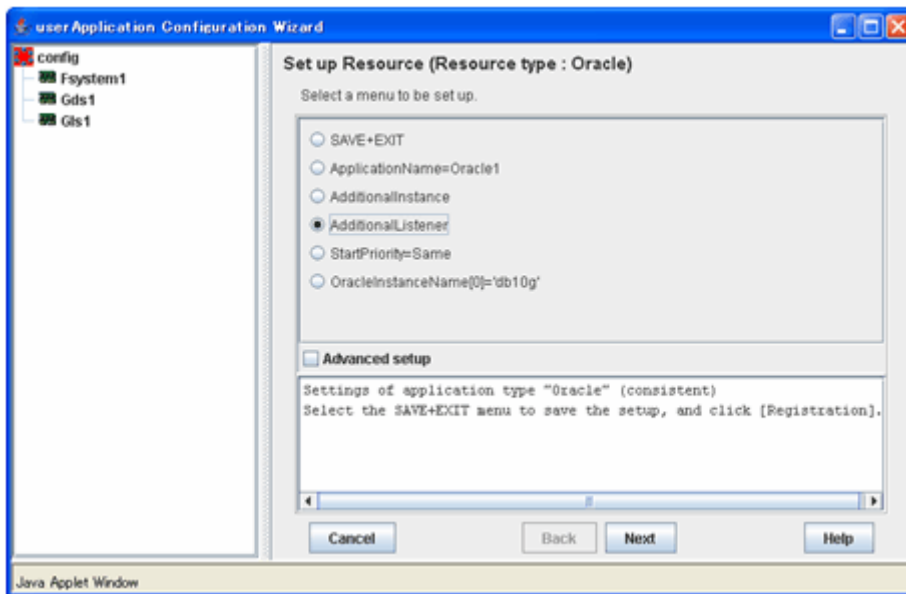 userApplication Configuration Wizard
config
Fsystem1
Gds1
Gls1
Set up Resource (Resource type : Oracle)
Select a menu to be set up.
SAVE+EXIT
ApplicationName=Oracle1
AdditionalInstance
AdditionalListener
StartPriority=Same
OracleInstanceName[0]='db10g'
Advanced setup
Settings of application type "Oracle" (consistent)
Select the SAVE+EXIT menu to save the setup, and click [Registration].
Cancel
Back
Next
Help
Java Applet Window